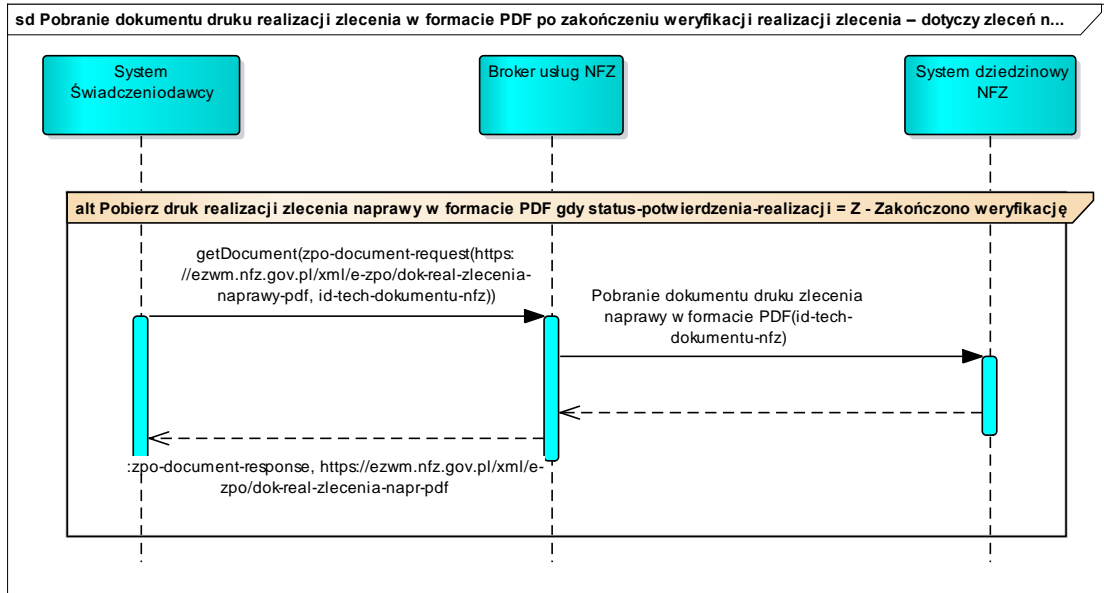 sd Pobranie dokumentu druku realizacji zlecenia w formacie PDF po zakończeniu weryfikacji realizacji zlecenia – dotyczy zleceń n...
System
Świadczeniodawcy
Broker usług NFZ
System dziedzinowy
NFZ
alt Pobierz druk realizacji zlecenia naprawy w formacie PDF gdy status-potwierdzenia-realizacji = Z - Zakończono weryfikację
getDocument(zpo-document-request(https:
//ezwm.nfz.gov.pl/xml/e-zpo/dok-real-zlecenia-
naprawy-pdf, id-tech-dokumentu-nfz))
Pobranie dokumentu druku zlecenia
naprawy w formacie PDF(id-tech-
dokumentu-nfz)
:zpo-document-response, https://ezwm.nfz.gov.pl/xml/e-
zpo/dok-real-zlecenia-napr-pdf